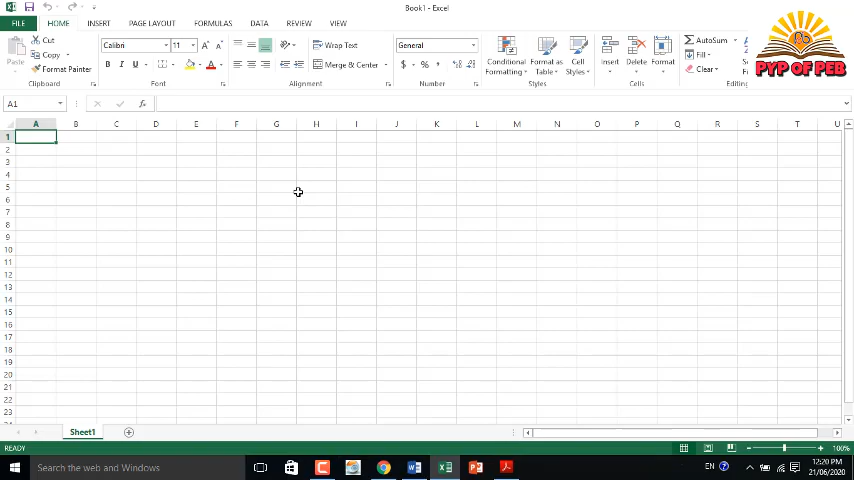 Book1 - Excel
FILE HOME INSERT PAGE LAYOUT FORMULAS DATA REVIEW VIEW
Cut
Copy
Format Painter
Paste
Clipboard
Calibri 11
B I U
Font
Wrap Text
Merge & Center
Alignment
General
$ % ,
Number
Conditional Formatting
Format as Table
Cell Styles
Styles
Insert Delete Format
Cells
AutoSum
Fill
Clear
Editing
PYP OF PEB
A1
fx
A B C D E F G H I J K L M N O P Q R S T U
1
2
3
4
5
6
7
8
9
10
11
12
13
14
15
16
17
18
19
20
21
22
23
Sheet1
READY
100%
Search the web and Windows
EN
12:20 PM
21/06/2020